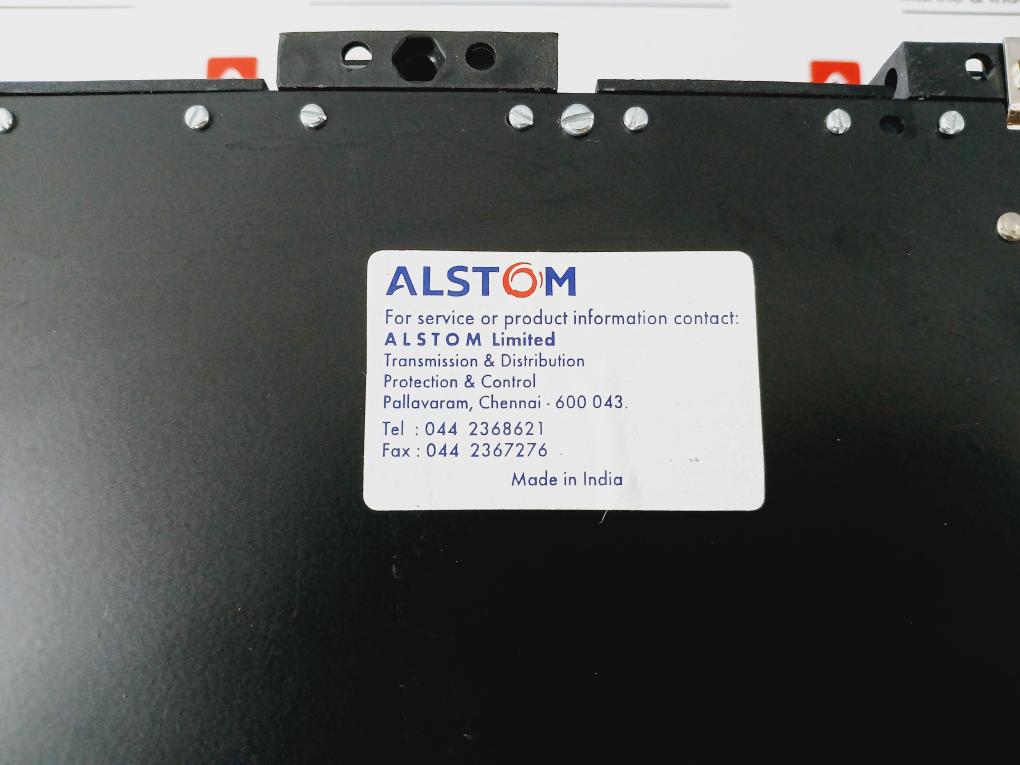 ALSTOM
For service or product information contact:
ALSTOM Limited
Transmission & Distribution
Protection & Control
Pallavaram, Chennai - 600 043.
Tel : 044 2368621
Fax : 044 2367276
Made in India